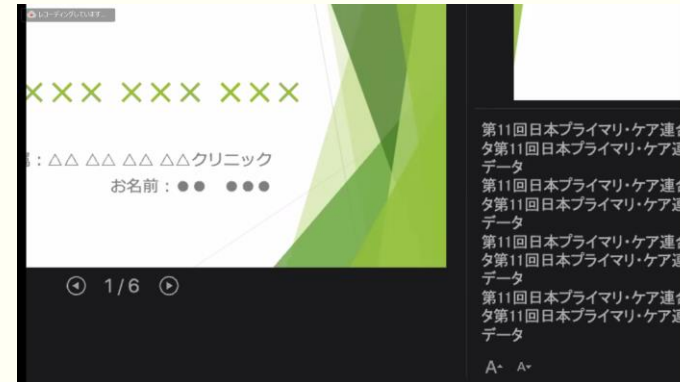 レコーディングしています...
××× ××× ×××
：△△ △△ △△ △△クリニック
お名前：●● ●●●
1/6
第11回日本プライマリ・ケア連合
タ第11回日本プライマリ・ケア連
データ
第11回日本プライマリ・ケア連合
タ第11回日本プライマリ・ケア連
データ
第11回日本プライマリ・ケア連合
タ第11回日本プライマリ・ケア連
データ
第11回日本プライマリ・ケア連合
タ第11回日本プライマリ・ケア連
データ
A A